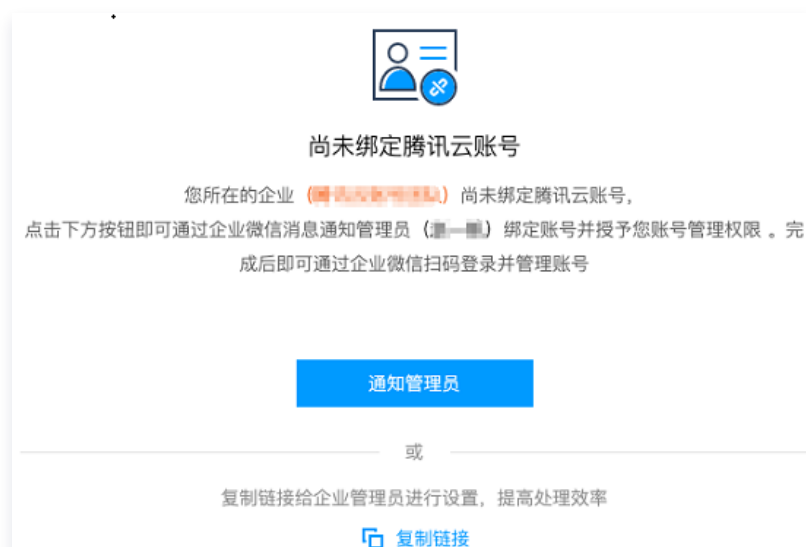 尚未绑定腾讯云账号
您所在的企业（）尚未绑定腾讯云账号，
点击下方按钮即可通过企业微信消息通知管理员（）绑定账号并授予您账号管理权限 。完
成后即可通过企业微信扫码登录并管理账号
通知管理员
或
复制链接给企业管理员进行设置，提高处理效率
复制链接